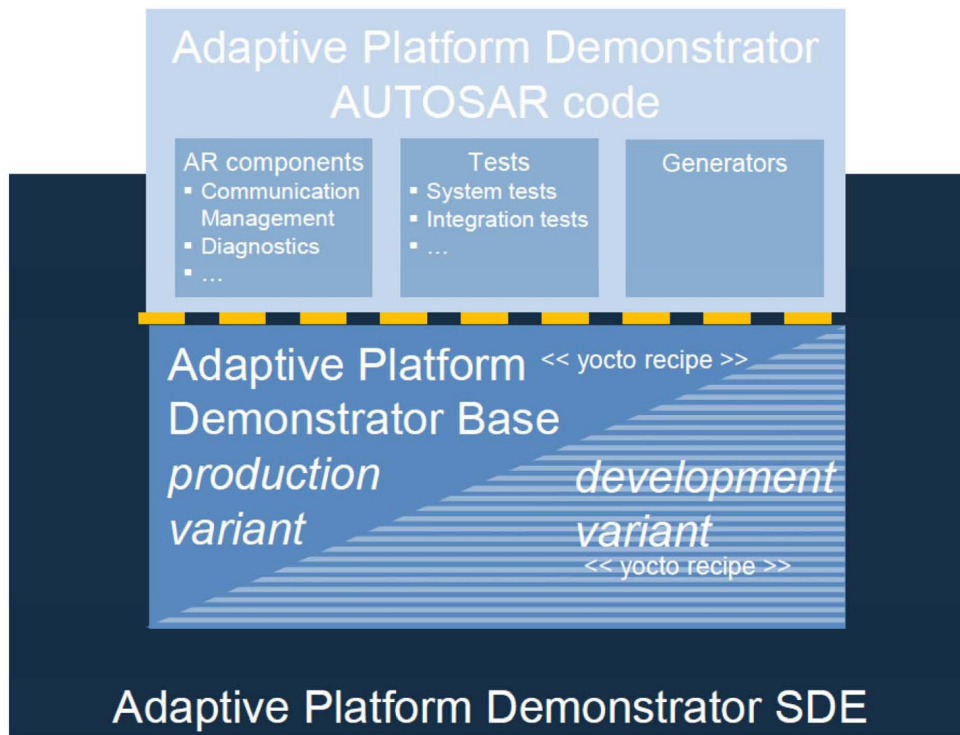 Adaptive Platform Demonstrator
AUTOSAR code
AR components
▪ Communication
Management
▪ Diagnostics
▪ ...
Tests
▪ System tests
▪ Integration tests
▪ ...
Generators
Adaptive Platform << yocto recipe >>
Demonstrator Base
production
variant
development
variant
<< yocto recipe >>
Adaptive Platform Demonstrator SDE